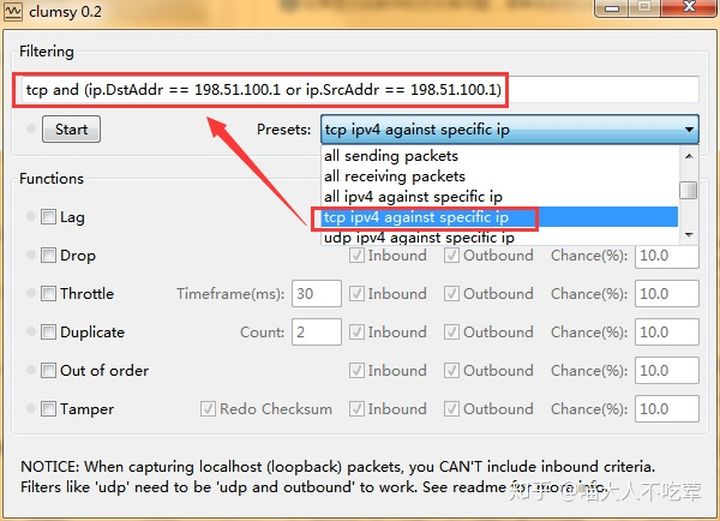 clumsy 0.2
Filtering
tcp and (ip.DstAddr == 198.51.100.1 or ip.SrcAddr == 198.51.100.1)
Start Presets: tcp ipv4 against specific ip
all sending packets
all receiving packets
all ipv4 against specific ip
tcp ipv4 against specific ip
udp ipv4 against specific ip
Functions
Lag
Drop Inbound Outbound Chance(%): 10.0
Throttle Timeframe(ms): 30 Inbound Outbound Chance(%): 10.0
Duplicate Count: 2 Inbound Outbound Chance(%): 10.0
Out of order Inbound Outbound Chance(%): 10.0
Tamper Redo Checksum Inbound Outbound Chance(%): 10.0
NOTICE: When capturing localhost (loopback) packets, you CAN'T include inbound criteria.
Filters like 'udp' need to be 'udp and outbound' to work. See readme for more info.
知乎 @喵大人不吃荤